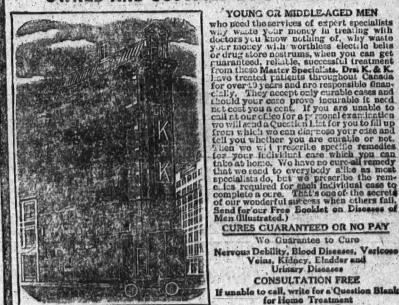 YOUNG OR MIDDLE-AGED MEN
who need the services of expert specialists
why waste your money in treating with
doctors you know nothing of, why waste
your money with worthless electric belts
or drug store nostrums, when you can get
guaranteed, reliable, successful treatment
from these Master Specialists. Drs. K. & K.
have treated patients throughout Canada
for over 20 years and are responsible finan-
cially. They accept only curable cases and
should your case prove incurable it need
not cost you a cent. If you are unable to
call at our office for a personal examination
we will send a Question List for you to fill up
from which we can diagnose your case and
tell you whether you are curable or not.
Then we will prescribe specific remedies
for your individual case which you can
take at home. We have no cure-all remedy
that we send to everybody alike as most
specialists do, but we prescribe the rem-
edies required for each individual case to
complete a cure. That's one of the secrets
of our wonderful success when others fail.
Send for our Free Booklet on Diseases of
Men (Illustrated.)
CURES GUARANTEED OR NO PAY
We Guarantee to Cure
Nervous Debility, Blood Diseases, Varicose
Veins, Kidney, Bladder and
Urinary Diseases
CONSULTATION FREE
If unable to call, write for a Question Blank
for Home Treatment
K
K